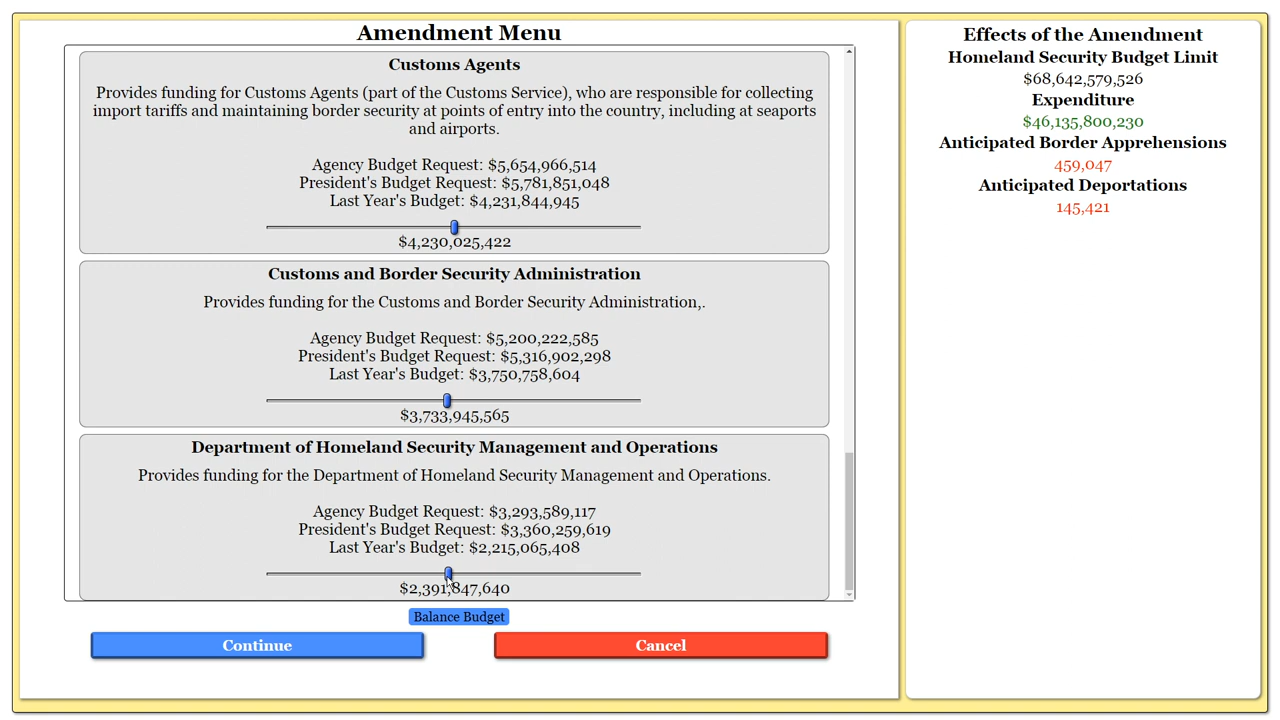 Amendment Menu
Customs Agents
Provides funding for Customs Agents (part of the Customs Service), who are responsible for collecting
import tariffs and maintaining border security at points of entry into the country, including at seaports
and airports.
Agency Budget Request: $5,654,966,514
President's Budget Request: $5,781,851,048
Last Year's Budget: $4,231,844,945
$4,230,025,422
Customs and Border Security Administration
Provides funding for the Customs and Border Security Administration,.
Agency Budget Request: $5,200,222,585
President's Budget Request: $5,316,902,298
Last Year's Budget: $3,750,758,604
$3,733,945,565
Department of Homeland Security Management and Operations
Provides funding for the Department of Homeland Security Management and Operations.
Agency Budget Request: $3,293,589,117
President's Budget Request: $3,360,259,619
Last Year's Budget: $2,215,065,408
$2,391,847,640
Balance Budget
Continue
Cancel
Effects of the Amendment
Homeland Security Budget Limit
$68,642,579,526
Expenditure
$46,135,800,230
Anticipated Border Apprehensions
459,047
Anticipated Deportations
145,421